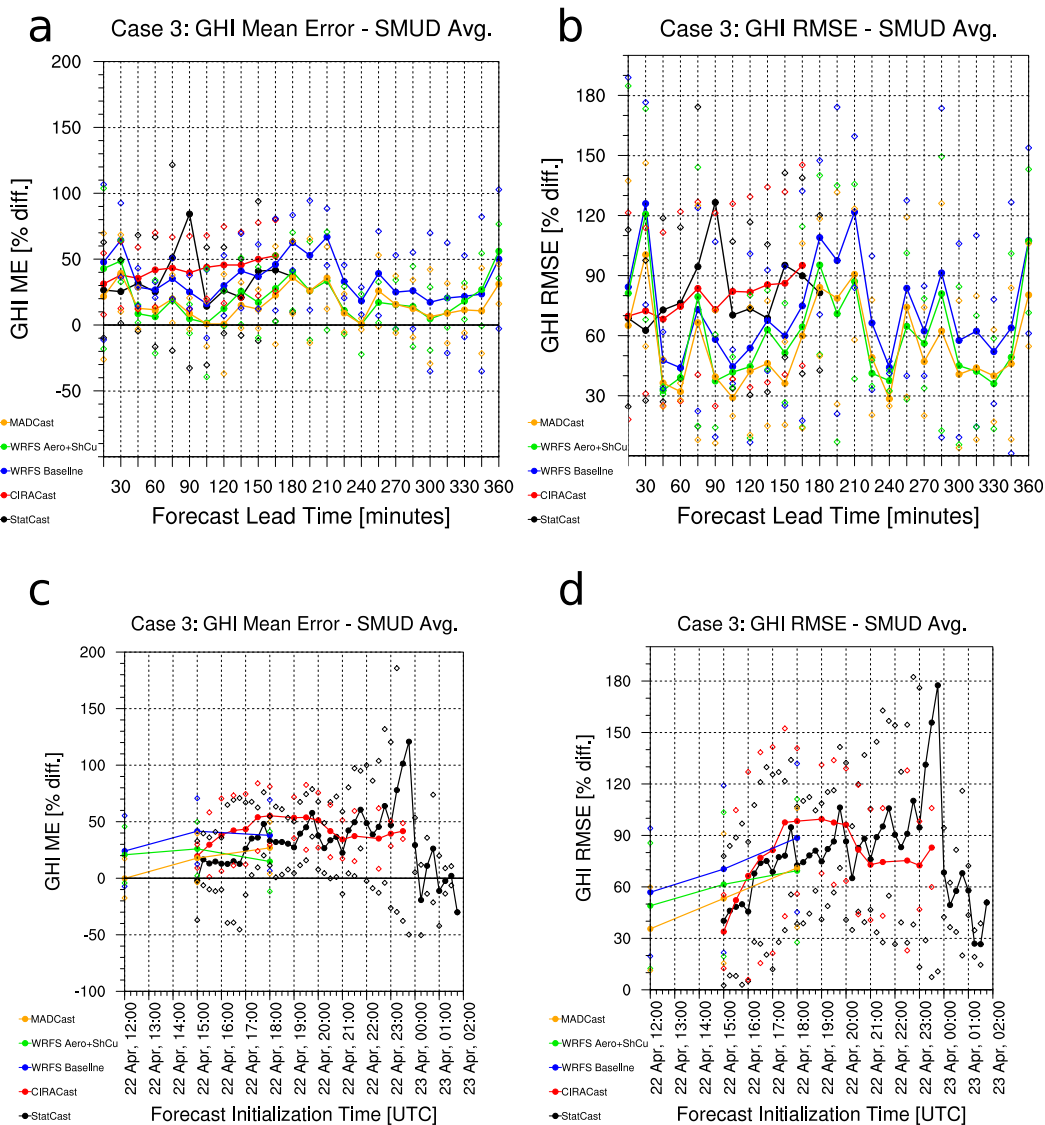 a
Case 3: GHI Mean Error - SMUD Avg.
200
150
100
50
0
-50
GHI ME [% diff.]
30 60 90 120 150 180 210 240 270 300 330 360
Forecast Lead Time [minutes]
MADCast
WRFS Aero+ShCu
WRFS Baseline
CIRACast
StatCast
b
Case 3: GHI RMSE - SMUD Avg.
180
150
120
90
60
30
GHI RMSE [% diff.]
30 60 90 120 150 180 210 240 270 300 330 360
Forecast Lead Time [minutes]
MADCast
WRFS Aero+ShCu
WRFS Baseline
CIRACast
StatCast
c
Case 3: GHI Mean Error - SMUD Avg.
200
150
100
50
0
-50
-100
GHI ME [% diff.]
22 Apr, 12:00
22 Apr, 13:00
22 Apr, 14:00
22 Apr, 15:00
22 Apr, 16:00
22 Apr, 17:00
22 Apr, 18:00
22 Apr, 19:00
22 Apr, 20:00
22 Apr, 21:00
22 Apr, 22:00
22 Apr, 23:00
23 Apr, 00:00
23 Apr, 01:00
23 Apr, 02:00
Forecast Initialization Time [UTC]
MADCast
WRFS Aero+ShCu
WRFS Baseline
CIRACast
StatCast
d
Case 3: GHI RMSE - SMUD Avg.
180
150
120
90
60
30
0
GHI RMSE [% diff.]
22 Apr, 12:00
22 Apr, 13:00
22 Apr, 14:00
22 Apr, 15:00
22 Apr, 16:00
22 Apr, 17:00
22 Apr, 18:00
22 Apr, 19:00
22 Apr, 20:00
22 Apr, 21:00
22 Apr, 22:00
22 Apr, 23:00
23 Apr, 00:00
23 Apr, 01:00
23 Apr, 02:00
Forecast Initialization Time [UTC]
MADCast
WRFS Aero+ShCu
WRFS Baseline
CIRACast
StatCast